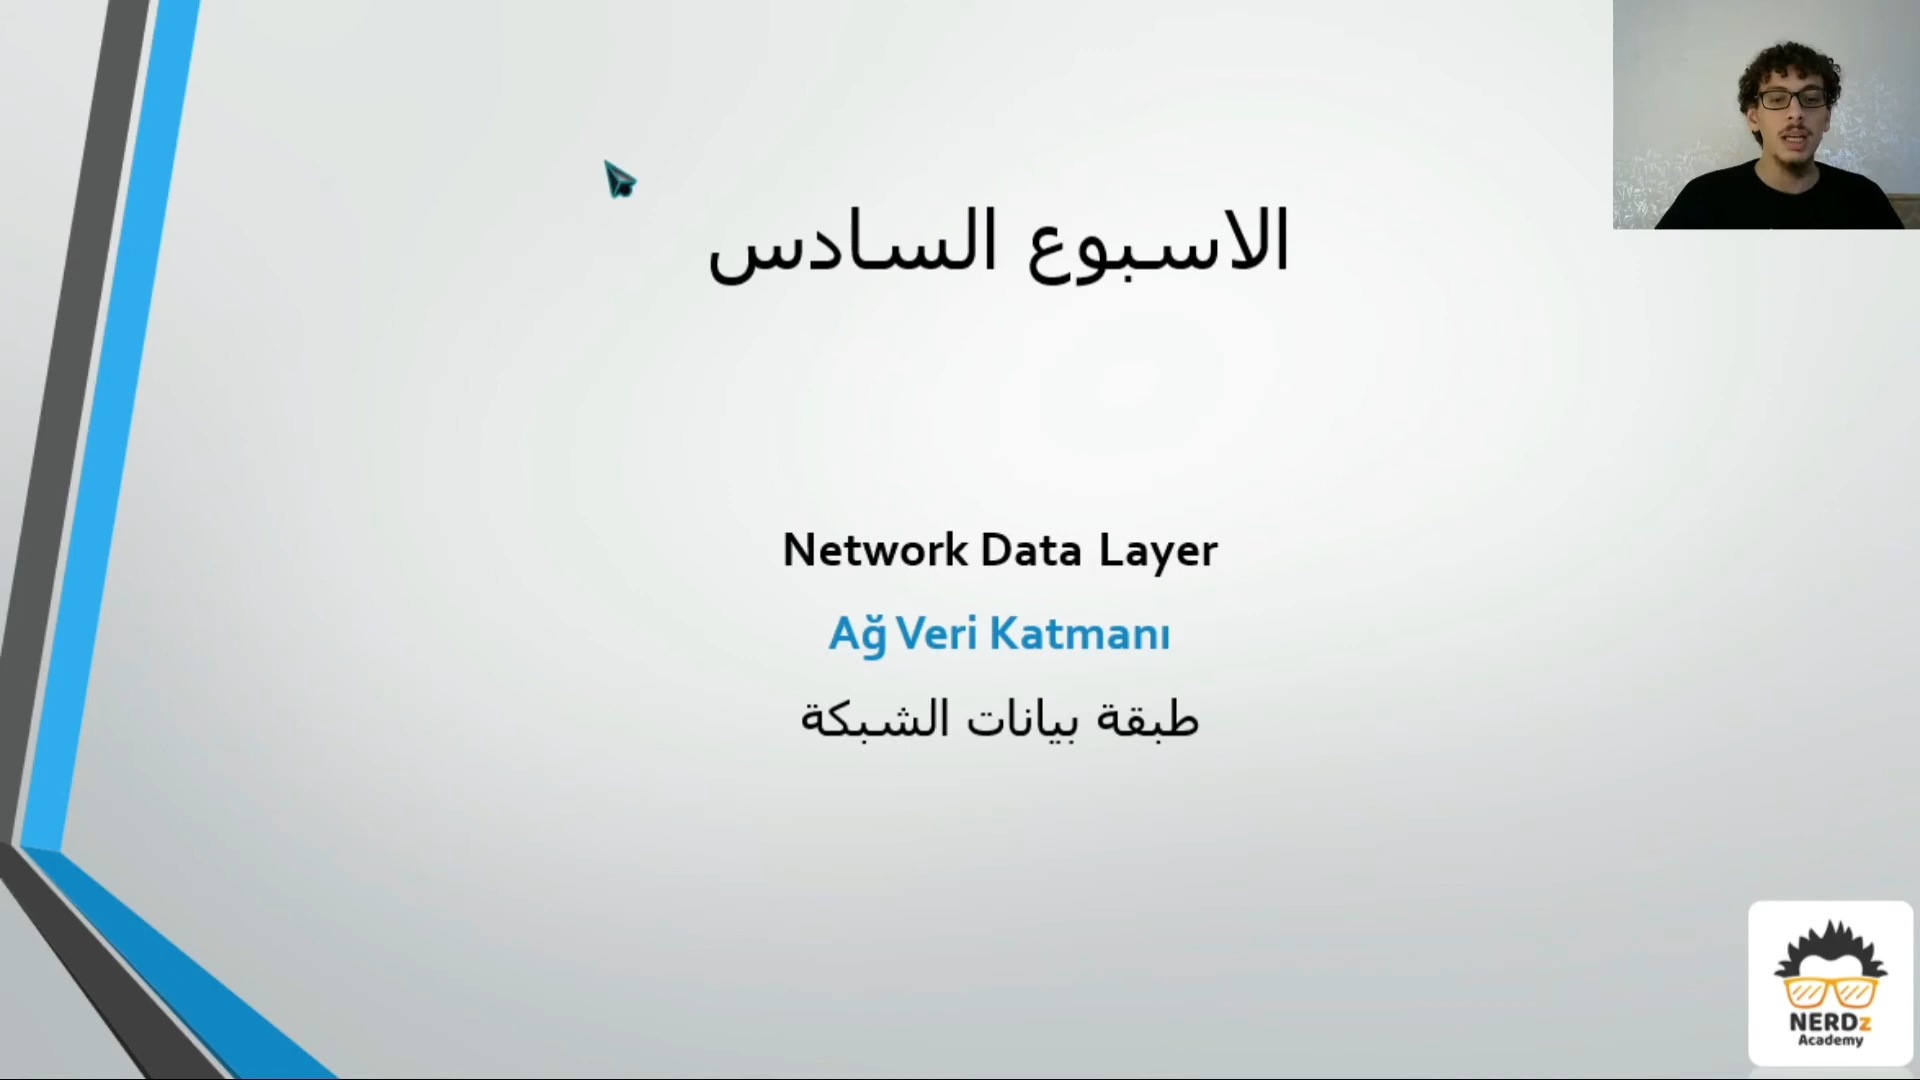 الاسبوع السادس
Network Data Layer
Ağ Veri Katmanı
طبقة بيانات الشبكة
NERDz
Academy